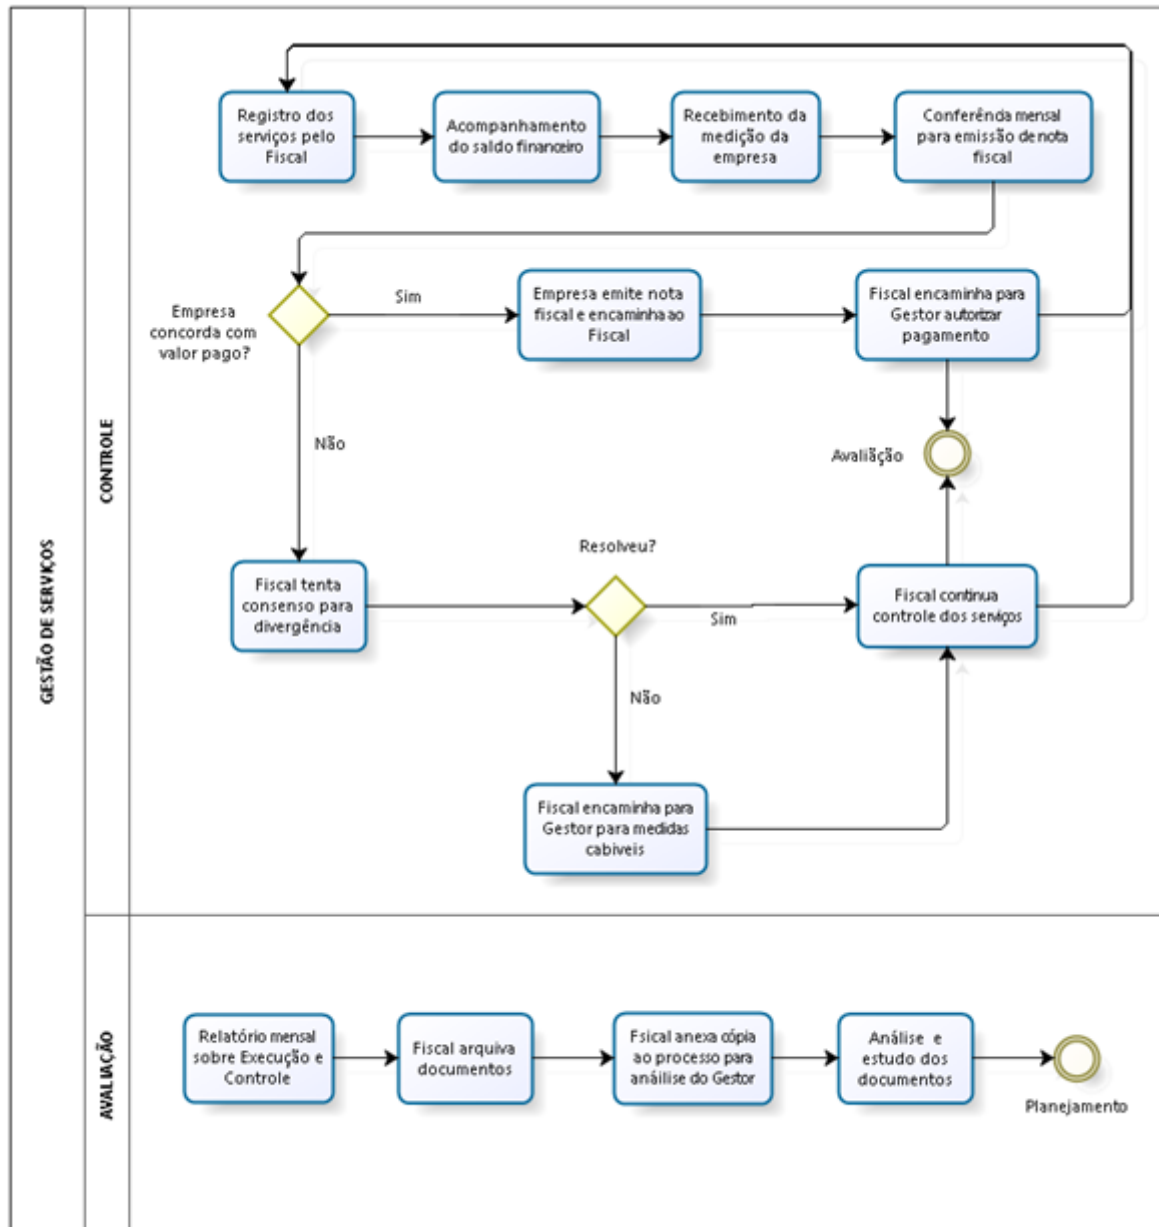 GESTÃO DE SERVIÇOS
CONTROLE
Registro dos
serviços pelo
Fiscal
Acompanhamento
do saldo financeiro
Recebimento da
medição da
empresa
Conferência mensal
para emissão de nota
fiscal
Empresa
concorda com
valor pago?
Sim
Empresa emite nota
fiscal e encaminha ao
Fiscal
Fiscal encaminha para
Gestor autorizar
pagamento
Não
Avaliãção
Resolveu?
Fiscal tenta
consenso para
divergência
Sim
Fiscal continua
controle dos serviços
Não
Fiscal encaminha para
Gestor para medidas
cabiveis
AVALIAÇÃO
Relatório mensal
sobre Execução e
Controle
Fiscal arquiva
documentos
Fsical anexa cópia
ao processo para
anáilise do Gestor
Análise e
estudo dos
documentos
Planejamento